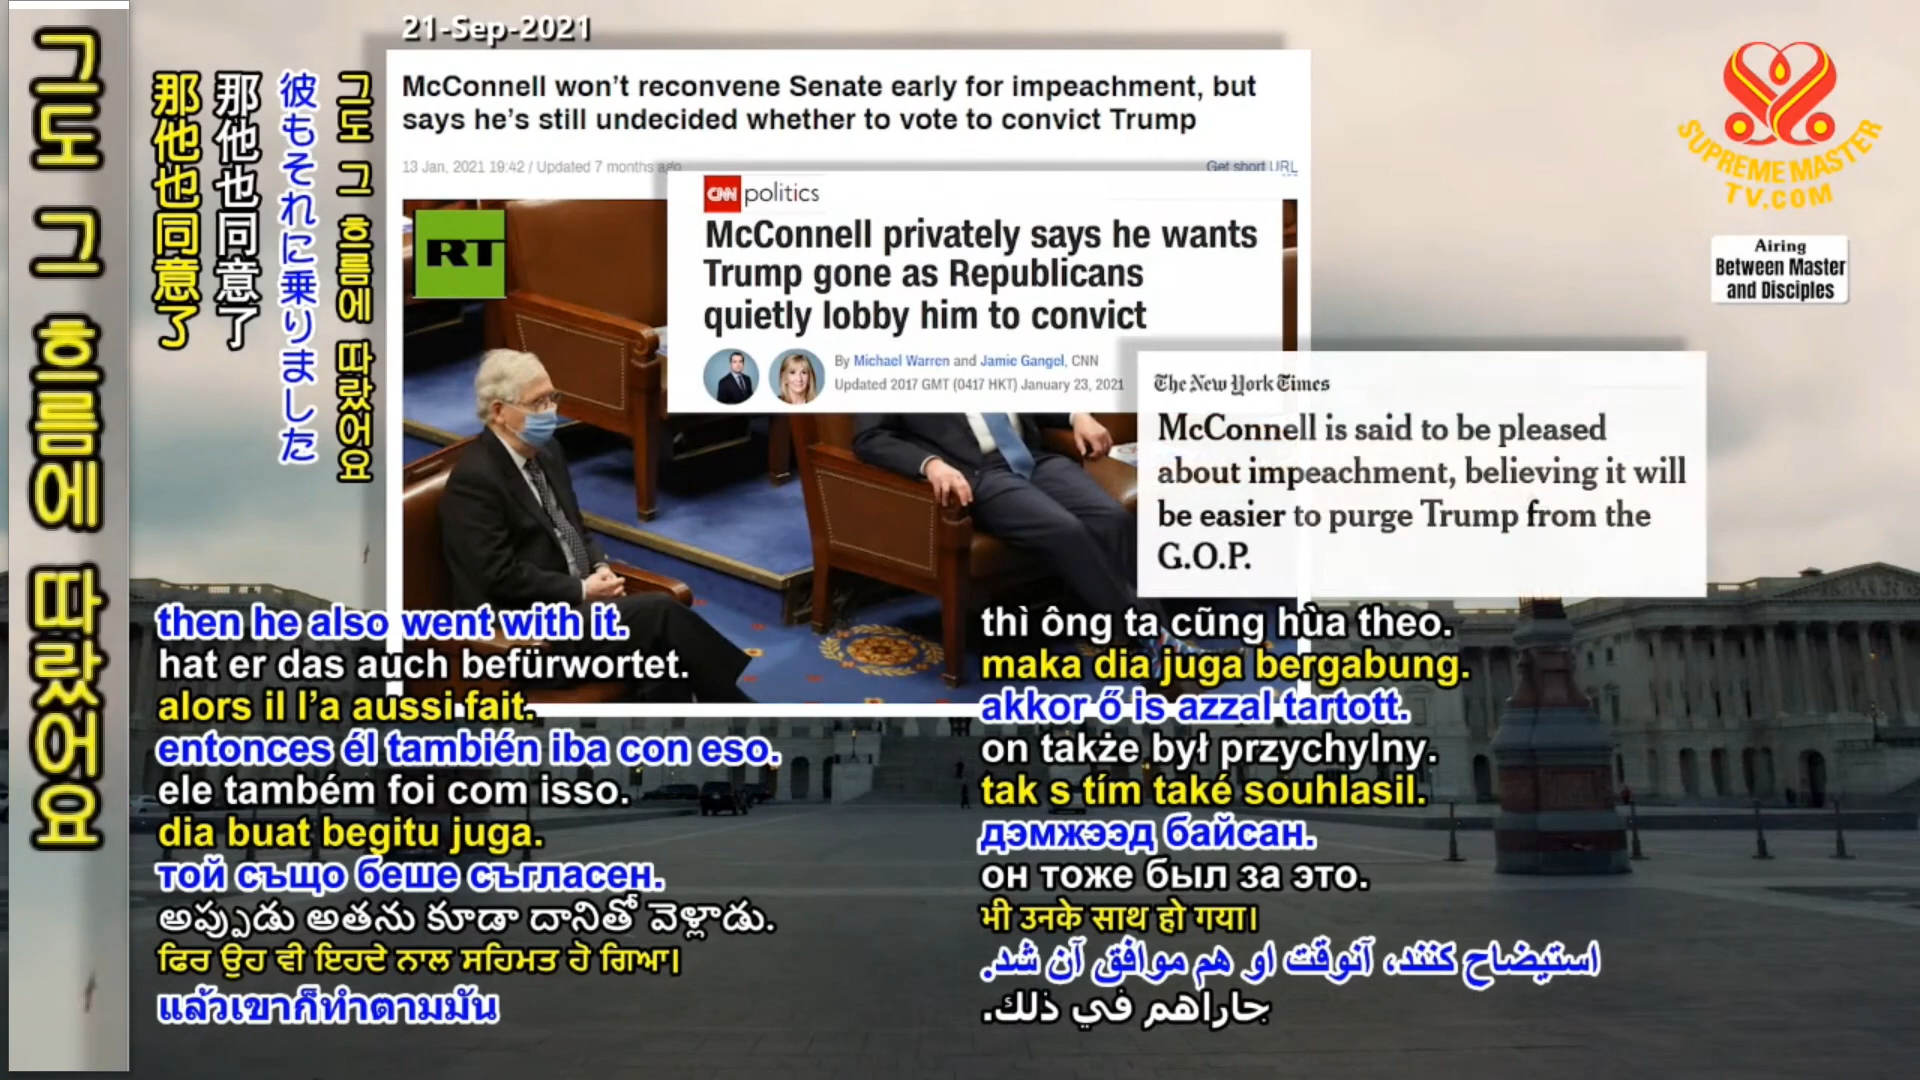 그도 그 흐름에 따랐어요
那他也同意了
那他也同意了
彼もそれに乗りました
그도 그 흐름에 따랐어요
21-Sep-2021
McConnell won't reconvene Senate early for impeachment, but
says he's still undecided whether to vote to convict Trump
13 Jan, 2021 19:42 / Updated 7 months ago
Get short URL
RT
CNN politics
McConnell privately says he wants
Trump gone as Republicans
quietly lobby him to convict
By Michael Warren and Jamie Gangel, CNN
Updated 2017 GMT (0417 HKT) January 23, 2021
The New York Times
McConnell is said to be pleased
about impeachment, believing it will
be easier to purge Trump from the
G.O.P.
SUPREME MASTER
TV.COM
Airing
Between Master
and Disciples
then he also went with it.
hat er das auch befürwortet.
alors il l'a aussi fait.
entonces él también iba con eso.
ele também foi com isso.
dia buat begitu juga.
той също беше съгласен.
అప్పుడు అతను కూడా దానితో వెళ్లాడు.
ਫਿਰ ਉਹ ਵੀ ਇਹਦੇ ਨਾਲ ਸਹਿਮਤ ਹੋ ਗਿਆ।
แล้วเขาก็ทำตามมัน
thì ông ta cũng hùa theo.
maka dia juga bergabung.
akkor ő is azzal tartott.
on także był przychylny.
tak s tím také souhlasil.
дэмжээд байсан.
он тоже был за это.
भी उनके साथ हो गया।
استیضاح کنند، آنوقت او هم موافق آن شد.
جاراهم في ذلك.